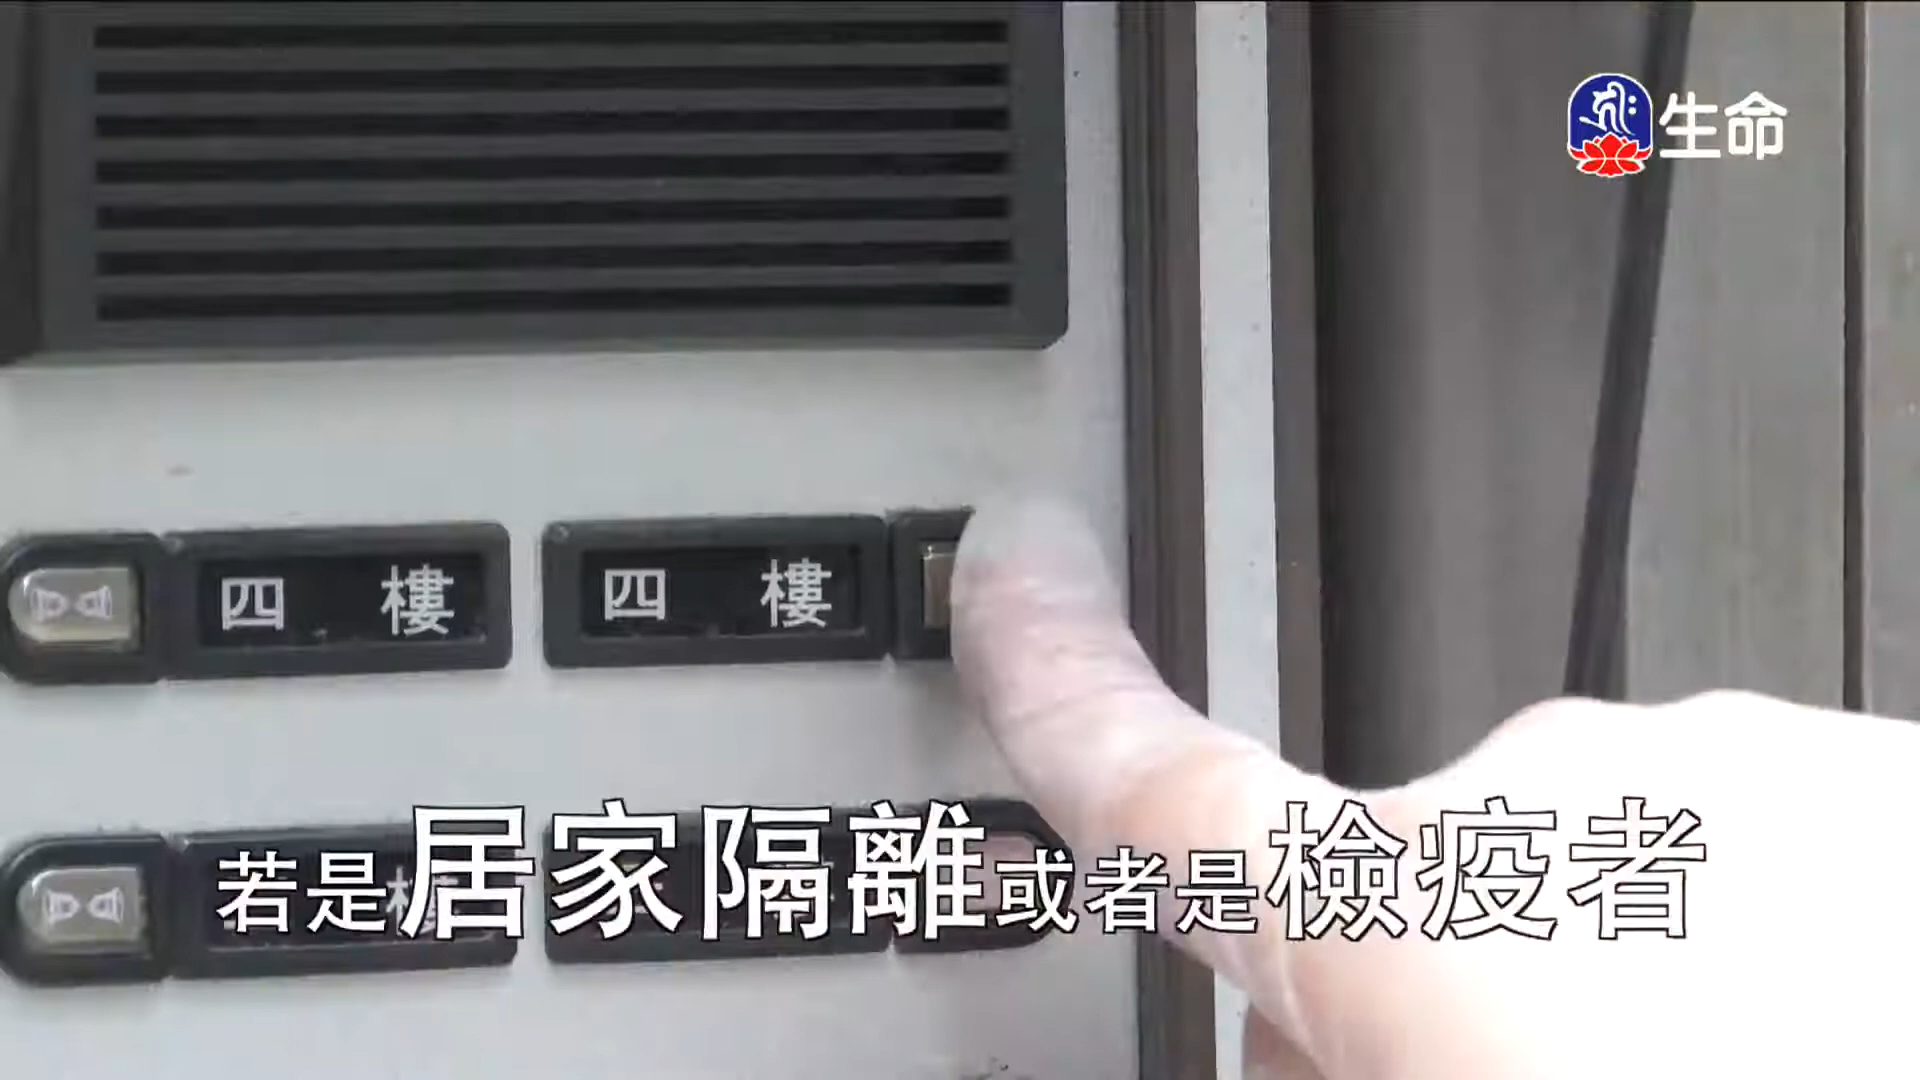 生命
四 樓 四 樓
若是居家隔離或者是檢疫者